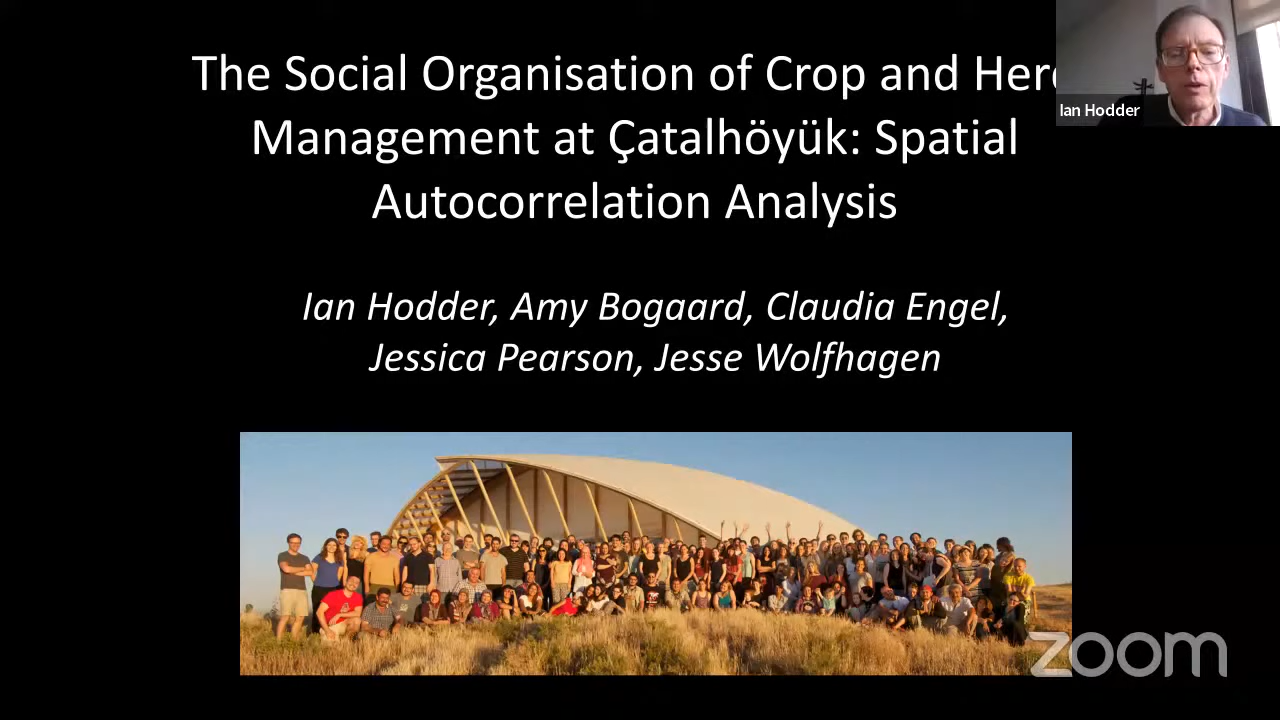 The Social Organisation of Crop and Her
Management at Çatalhöyük: Spatial
Autocorrelation Analysis
Ian Hodder
Ian Hodder, Amy Bogaard, Claudia Engel,
Jessica Pearson, Jesse Wolfhagen
zoom